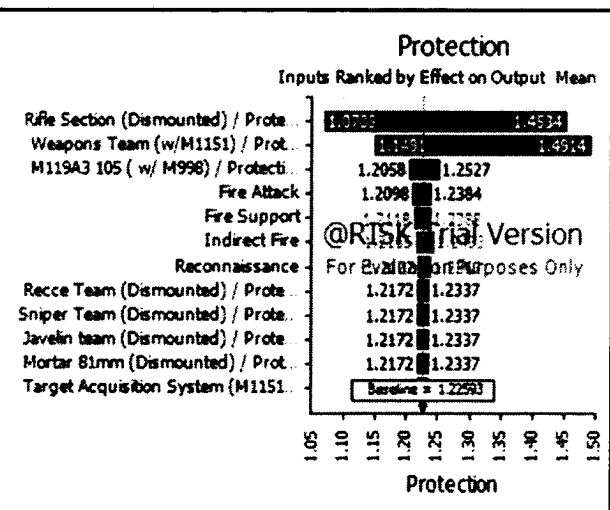 Protection
Inputs Ranked by Effect on Output Mean
Rifle Section (Dismounted) / Prote... 1.4534
Weapons Team (w/M1151) / Prot... 1.4914
M119A3 105 ( w/ M998) / Protecti... 1.2058 1.2527
Fire Attack 1.2098 1.2384
Fire Support
Indirect Fire
@RISK Trial Version
Reconnaissance
For Evaluation Purposes Only
Recce Team (Dismounted) / Prote... 1.2172 1.2337
Sniper Team (Dismounted) / Prote... 1.2172 1.2337
Javelin team (Dismounted) / Prote... 1.2172 1.2337
Mortar 81mm (Dismounted) / Prot... 1.2172 1.2337
Target Acquisition System (M1151... Baseline = 1.22593
1.05 1.10 1.15 1.20 1.25 1.30 1.35 1.40 1.45 1.50
Protection